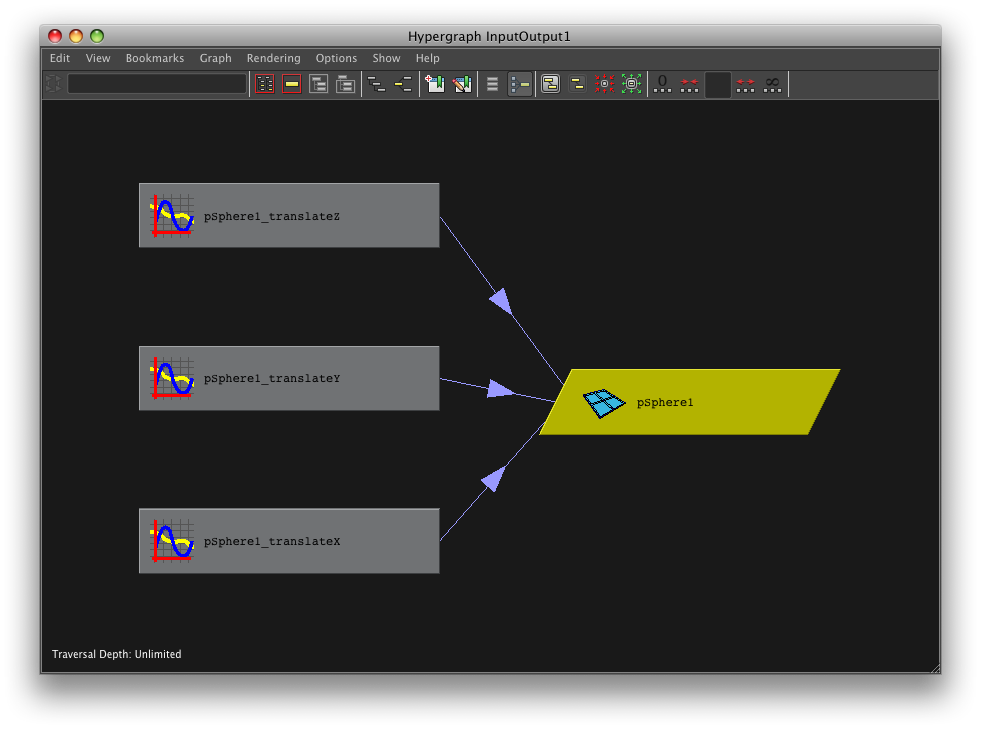 Hypergraph InputOutput1
Edit View Bookmarks Graph Rendering Options Show Help
0 ∞
pSphere1_translateZ
pSphere1_translateY
pSphere1
pSphere1_translateX
Traversal Depth: Unlimited